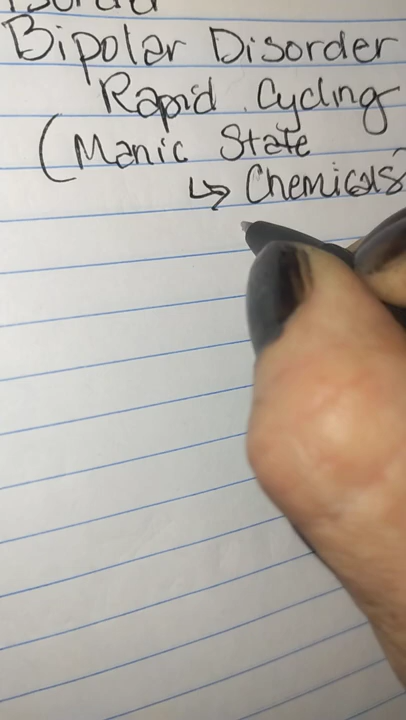 Bipolar Disorder
Rapid Cycling
(Manic State
↳ Chemicals